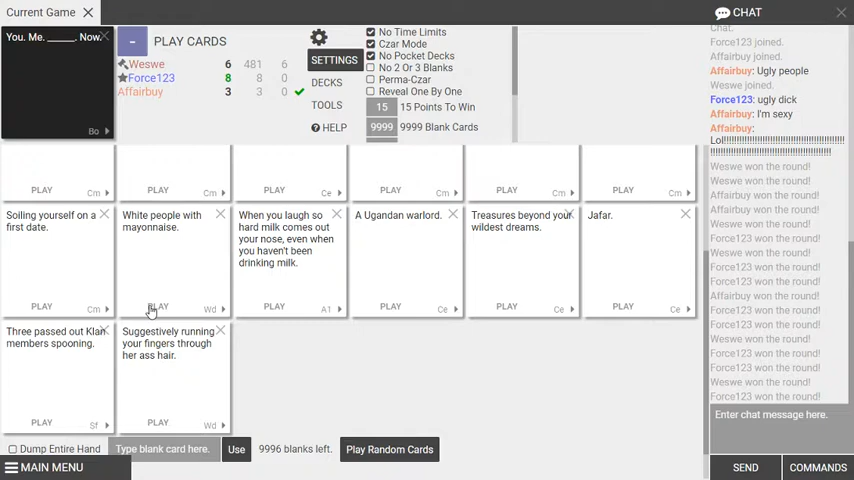 Current Game
CHAT
You. Me. ______. Now.
Bo
-
PLAY CARDS
Weswe 6 481 6
Force123 8 8 0
Affairbuy 3 3 0
SETTINGS
DECKS
TOOLS
HELP
No Time Limits
Czar Mode
No Pocket Decks
No 2 Or 3 Blanks
Perma-Czar
Reveal One By One
15 15 Points To Win
9999 9999 Blank Cards
PLAY Cm
PLAY Cm
PLAY Ce
PLAY Cm
PLAY Cm
PLAY Cm
Soiling yourself on a
first date.
PLAY Cm
White people with
mayonnaise.
PLAY Wd
When you laugh so
hard milk comes out
your nose, even when
you haven't been
drinking milk.
PLAY A1
A Ugandan warlord.
PLAY Ce
Treasures beyond your
wildest dreams.
PLAY Ce
Jafar.
PLAY Ce
Three passed out Klan
members spooning.
PLAY Sf
Suggestively running
your fingers through
her ass hair.
PLAY Wd
Dump Entire Hand
Type blank card here.
Use
9996 blanks left.
Play Random Cards
MAIN MENU
Force123 joined.
Affairbuy joined.
Affairbuy: Ugly people
Weswe joined.
Force123: ugly dick
Affairbuy: I'm sexy
Affairbuy:
Weswe won the round!
Weswe won the round!
Affairbuy won the round!
Affairbuy won the round!
Weswe won the round!
Force123 won the round!
Weswe won the round!
Force123 won the round!
Force123 won the round!
Affairbuy won the round!
Force123 won the round!
Force123 won the round!
Weswe won the round!
Force123 won the round!
Force123 won the round!
Weswe won the round!
Force123 won the round!
Enter chat message here.
SEND
COMMANDS